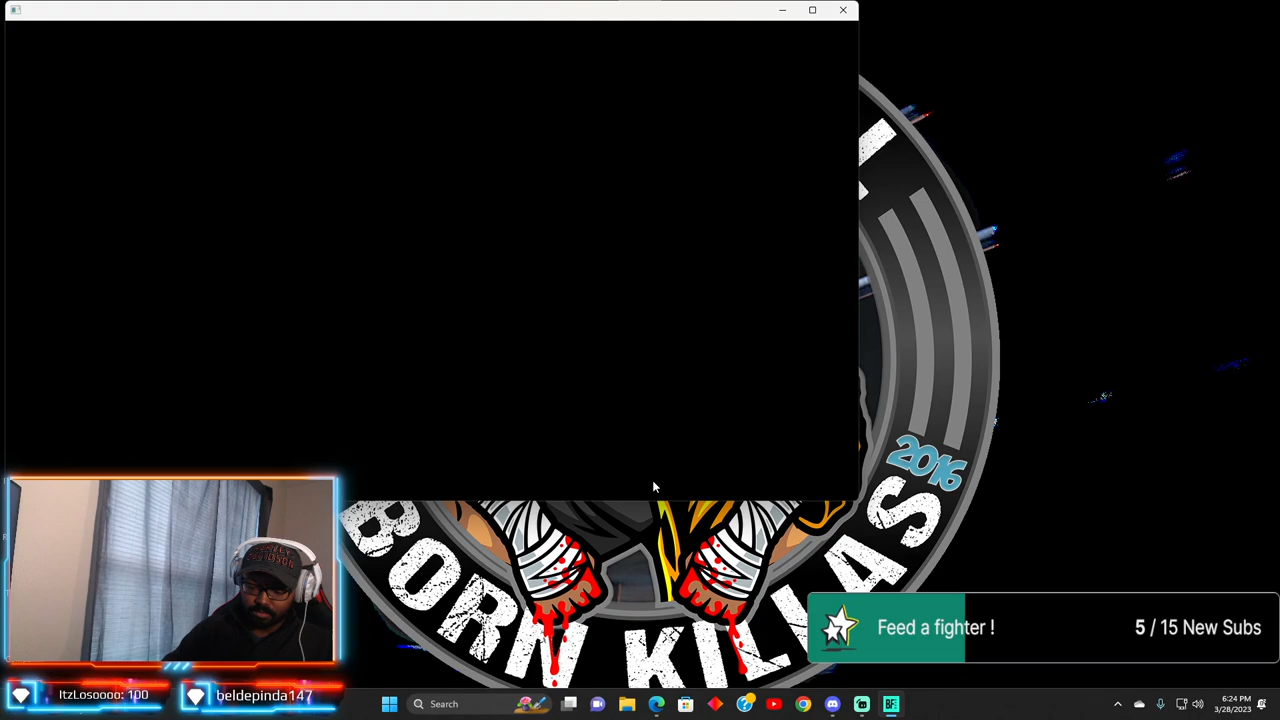 2016
BORN KILLAS
Feed a fighter !
5 / 15 New Subs
ItzLosoooo: 100
beldepinda147
Search
BF
6:24 PM
3/28/2023